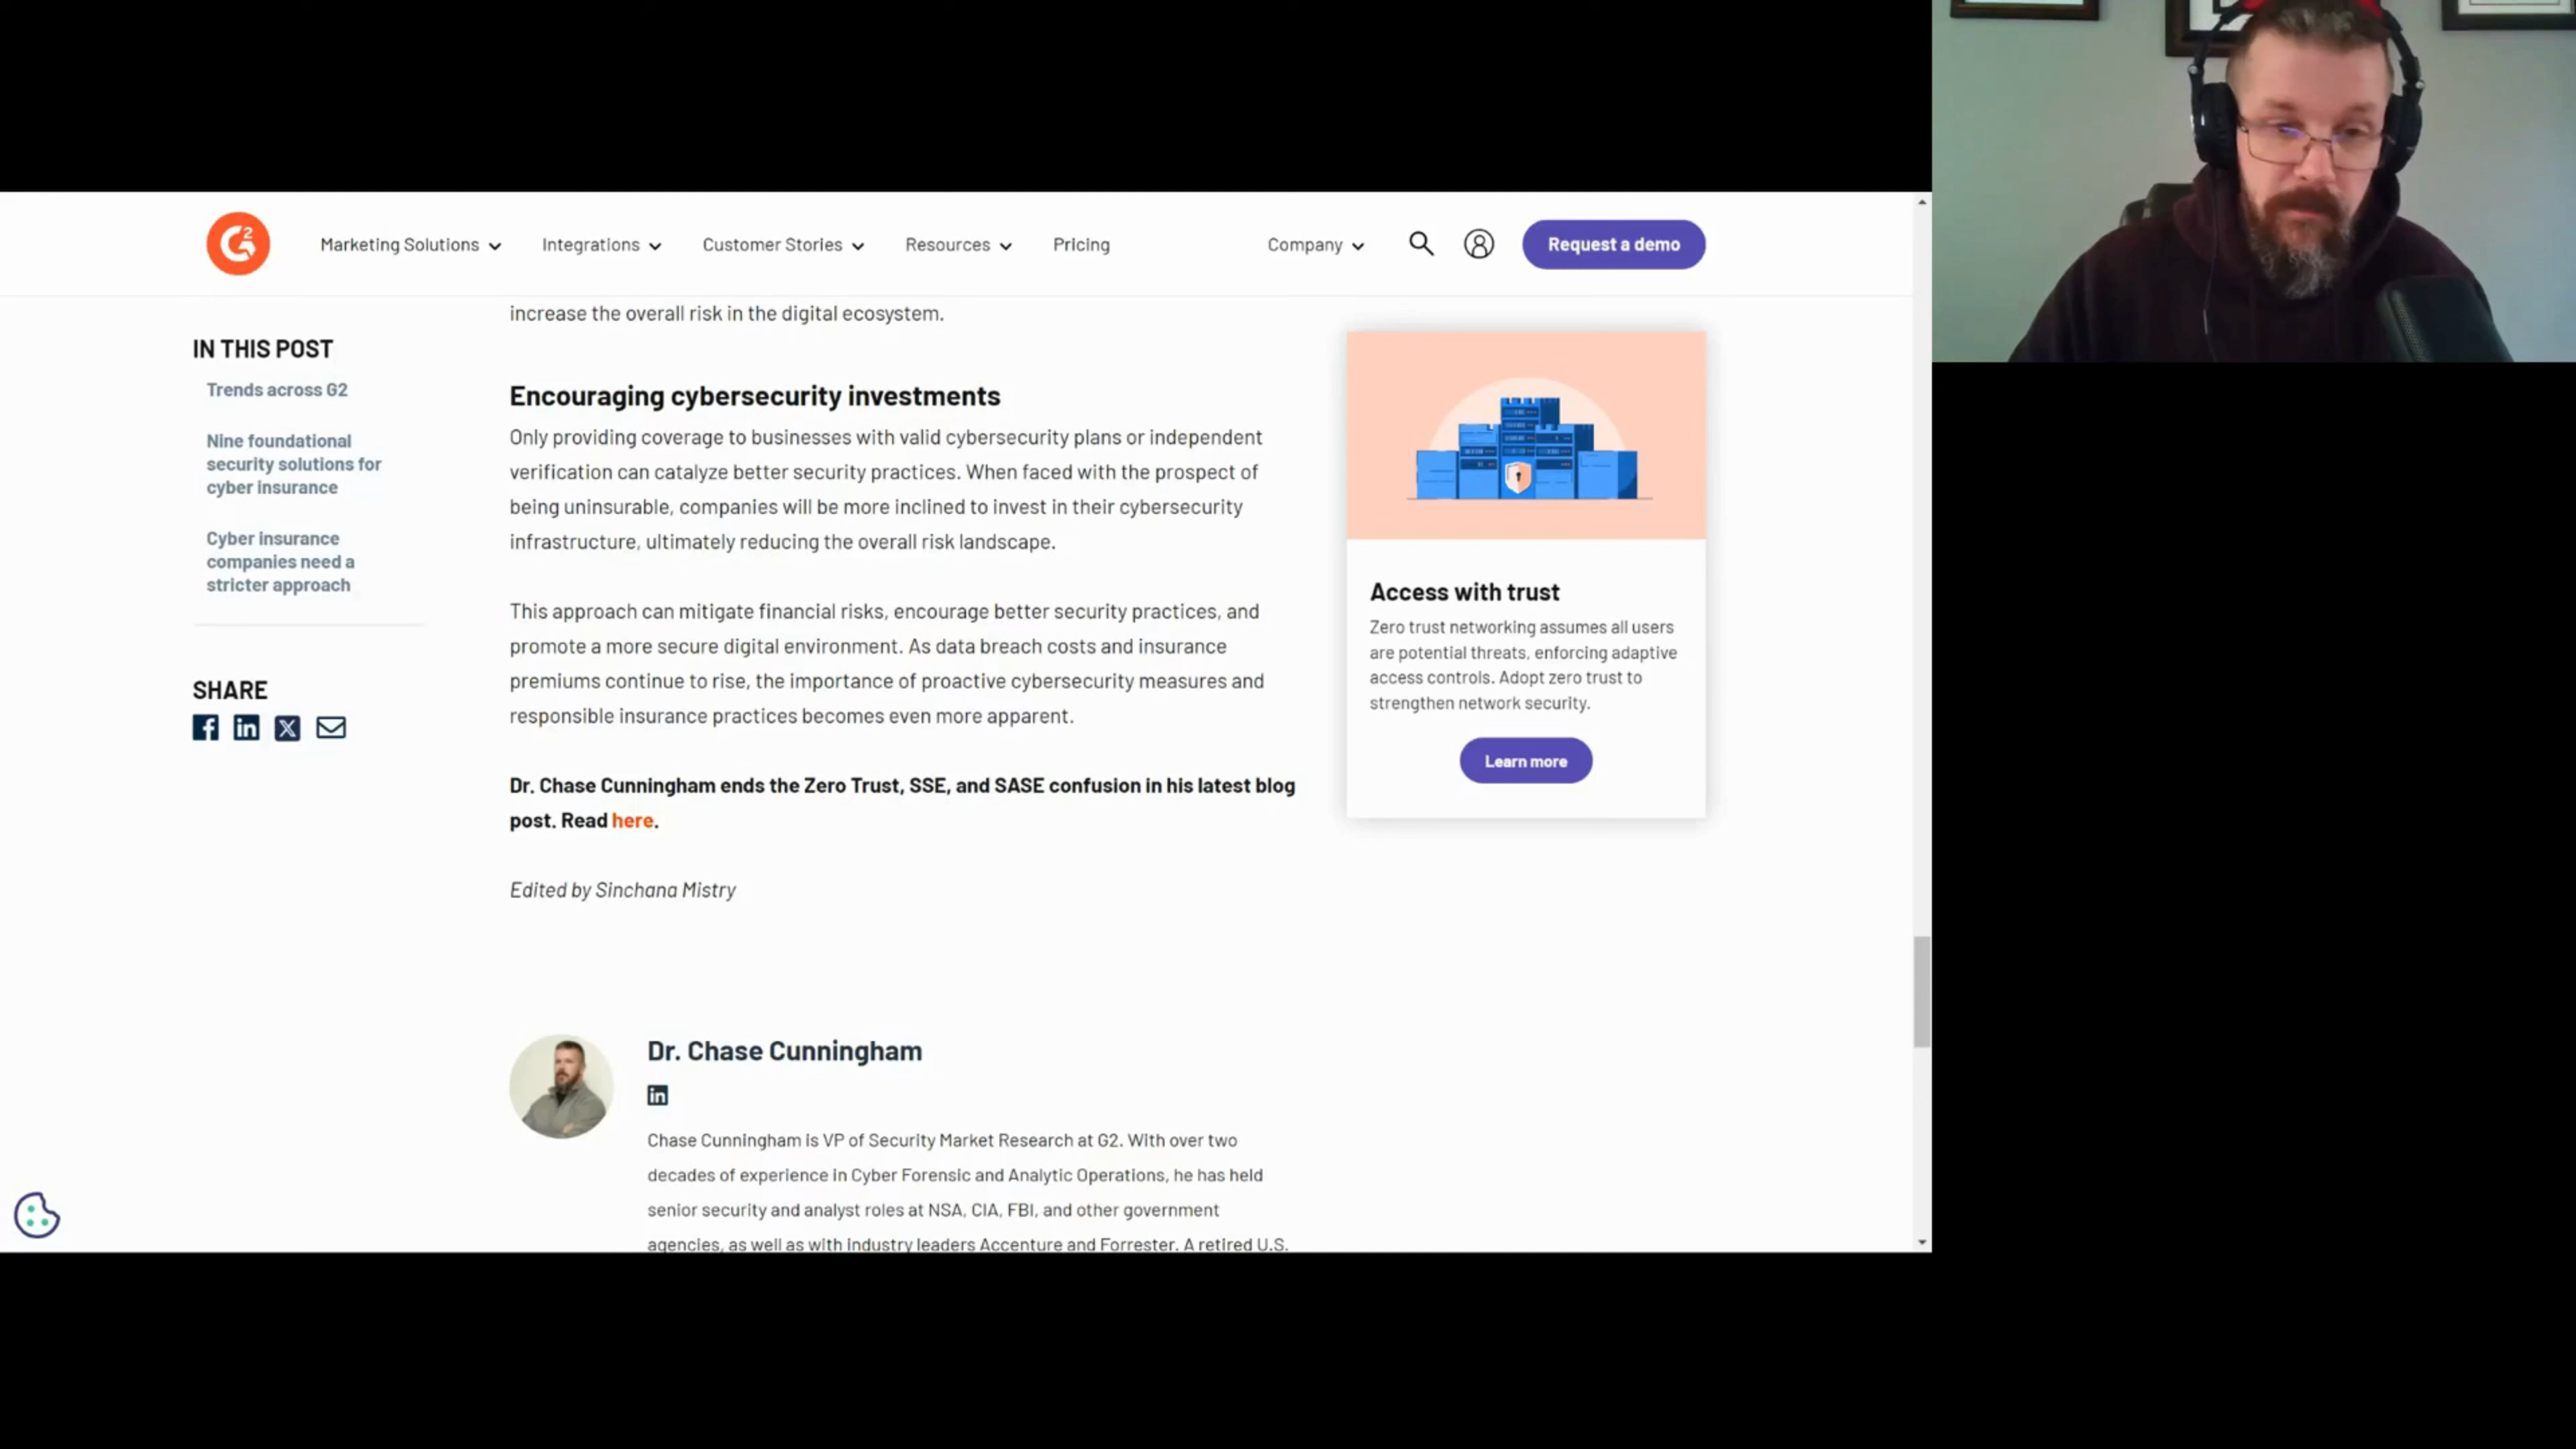 G2
Marketing Solutions
Integrations
Customer Stories
Resources
Pricing
Company
Request a demo
IN THIS POST
Trends across G2
Nine foundational
security solutions for
cyber insurance
Cyber insurance
companies need a
stricter approach
SHARE
increase the overall risk in the digital ecosystem.
Encouraging cybersecurity investments
Only providing coverage to businesses with valid cybersecurity plans or independent
verification can catalyze better security practices. When faced with the prospect of
being uninsurable, companies will be more inclined to invest in their cybersecurity
infrastructure, ultimately reducing the overall risk landscape.
This approach can mitigate financial risks, encourage better security practices, and
promote a more secure digital environment. As data breach costs and insurance
premiums continue to rise, the importance of proactive cybersecurity measures and
responsible insurance practices becomes even more apparent.
Dr. Chase Cunningham ends the Zero Trust, SSE, and SASE confusion in his latest blog
post. Read here.
Edited by Sinchana Mistry
Dr. Chase Cunningham
in
Chase Cunningham is VP of Security Market Research at G2. With over two
decades of experience in Cyber Forensic and Analytic Operations, he has held
senior security and analyst roles at NSA, CIA, FBI, and other government
agencies, as well as with industry leaders Accenture and Forrester. A retired U.S.
Access with trust
Zero trust networking assumes all users
are potential threats, enforcing adaptive
access controls. Adopt zero trust to
strengthen network security.
Learn more